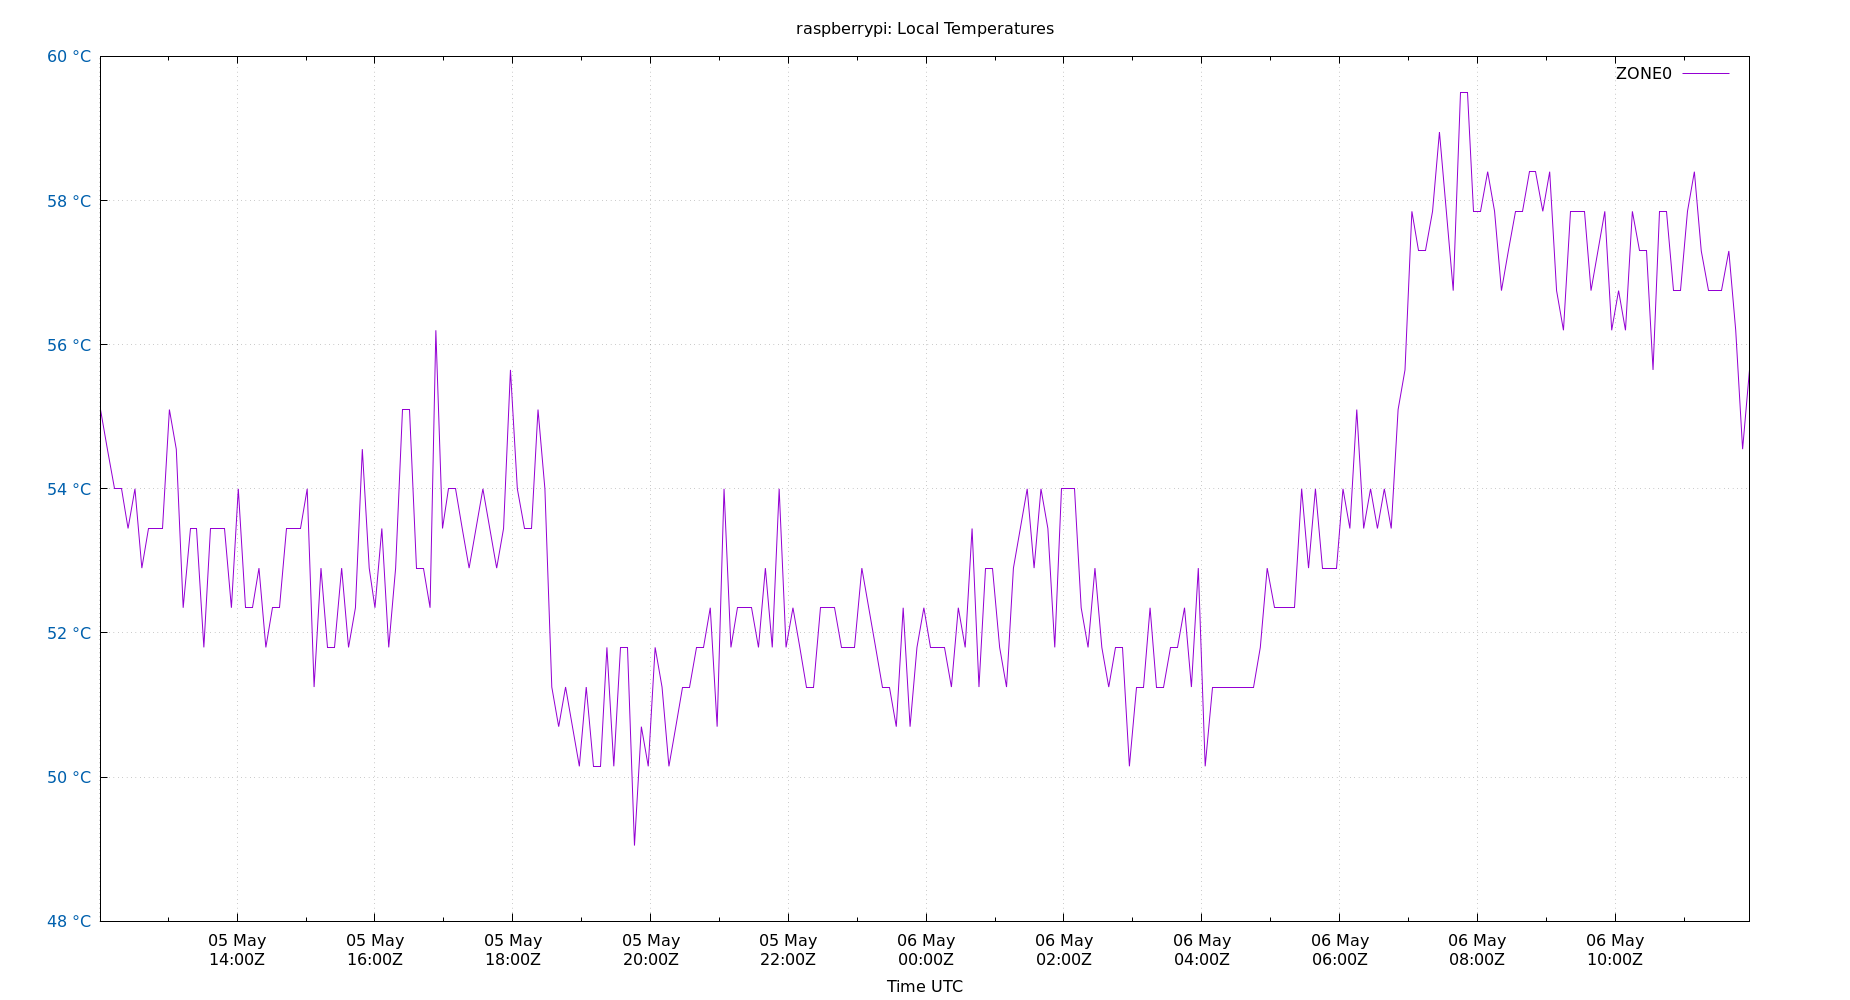 raspberrypi: Local Temperatures
60 °C
ZONE0
58 °C
56 °C
54 °C
52 °C
50 °C
48 °C
05 May 05 May 05 May 05 May 05 May 06 May 06 May 06 May 06 May 06 May 06 May
14:00Z 16:00Z 18:00Z 20:00Z 22:00Z 00:00Z 02:00Z 04:00Z 06:00Z 08:00Z 10:00Z
Time UTC